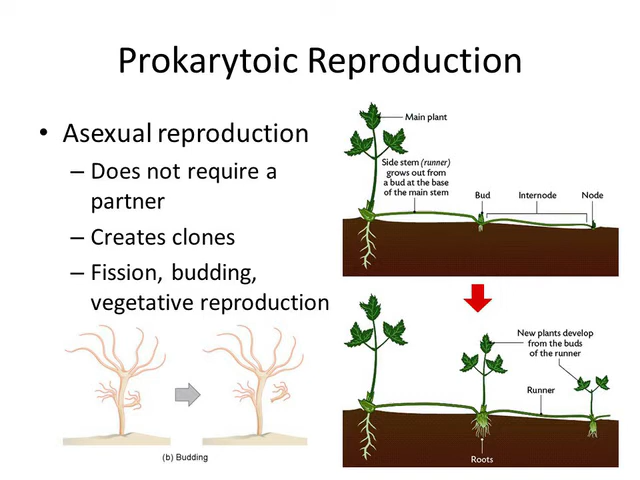 Prokarytoic Reproduction
• Asexual reproduction
– Does not require a
partner
– Creates clones
– Fission, budding,
vegetative reproduction
(b) Budding
Main plant
Side stem (runner)
grows out from
a bud at the base
of the main stem
Bud
Internode
Node
New plants develop
from the buds
of the runner
Runner
Roots